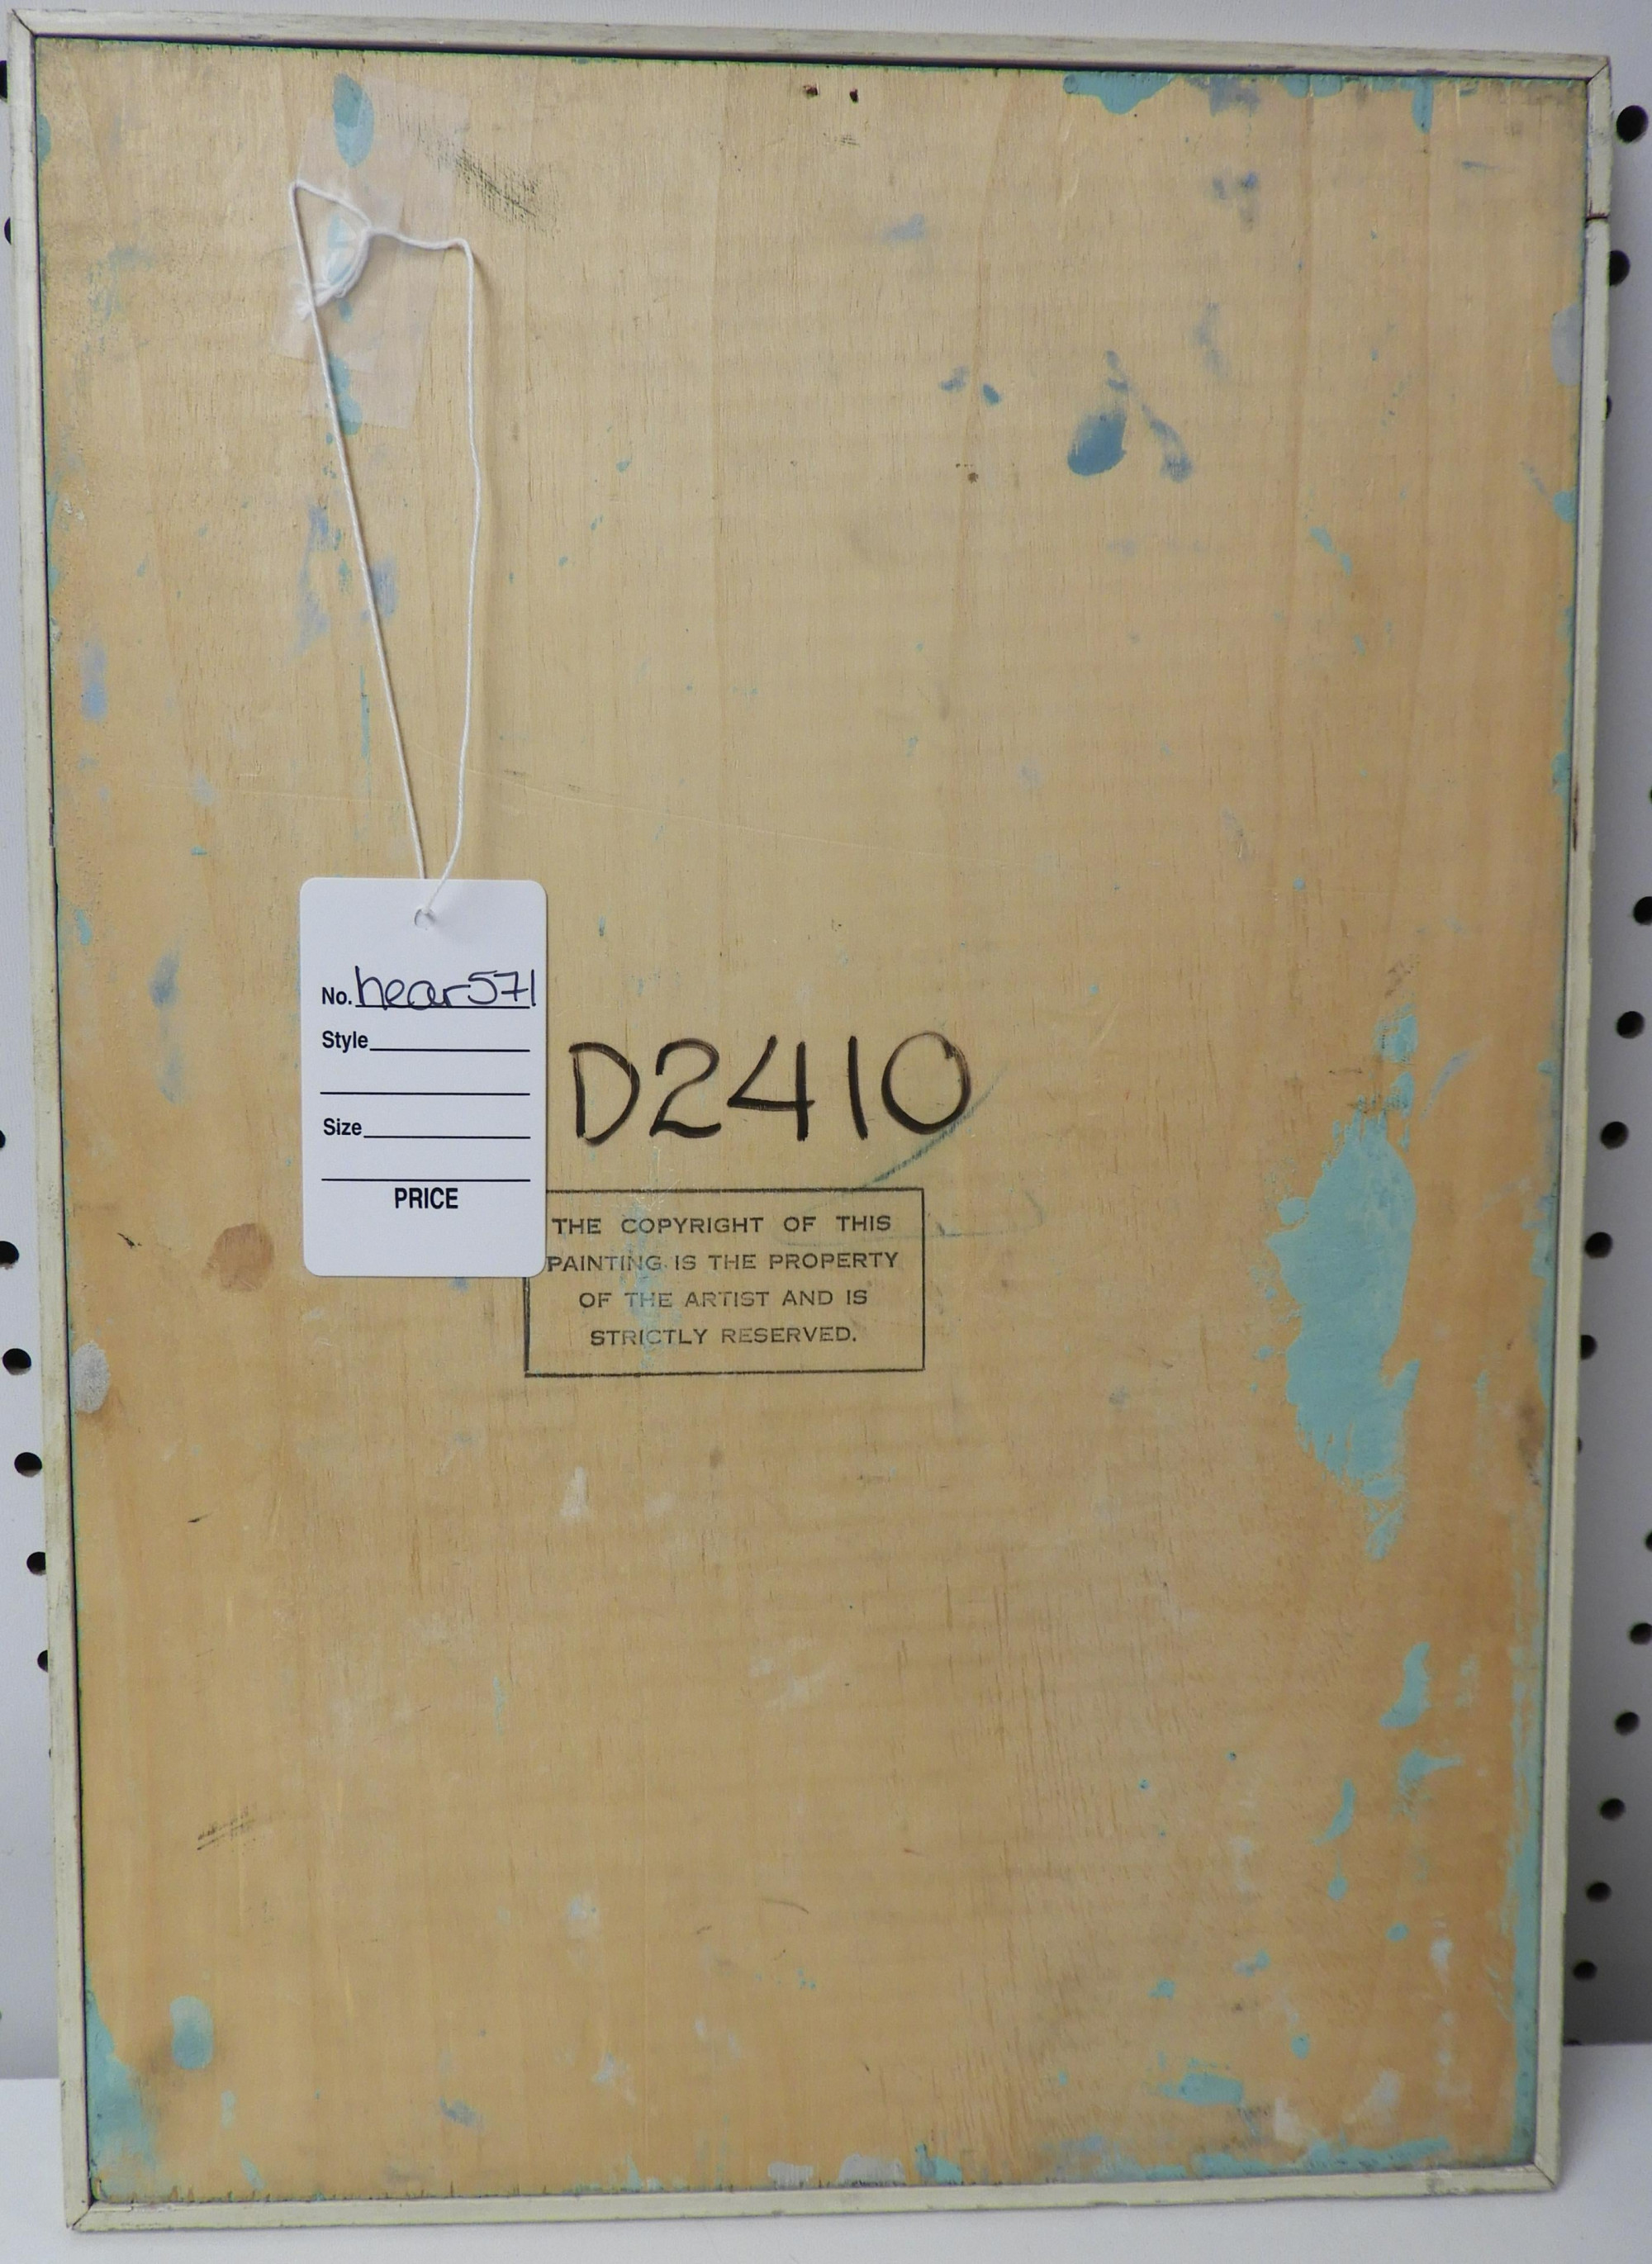 No. hear571
Style
Size
PRICE
D2410
THE COPYRIGHT OF THIS
PAINTING IS THE PROPERTY
OF THE ARTIST AND IS
STRICTLY RESERVED.